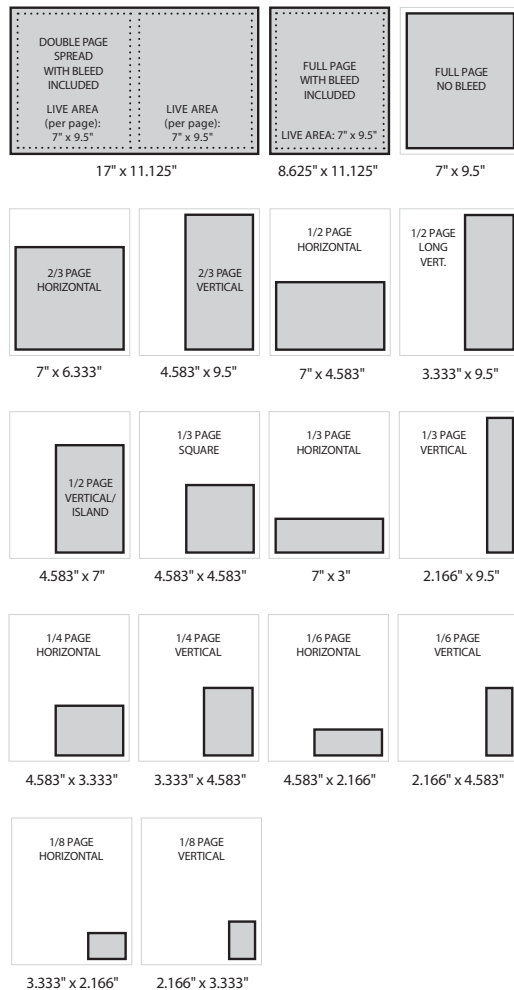 DOUBLE PAGE
SPREAD
WITH BLEED
INCLUDED
LIVE AREA
(per page):
7" x 9.5"
LIVE AREA
(per page):
7" x 9.5"
17" x 11.125"
FULL PAGE
WITH BLEED
INCLUDED
LIVE AREA: 7" x 9.5"
8.625" x 11.125"
FULL PAGE
NO BLEED
7" x 9.5"
2/3 PAGE
HORIZONTAL
7" x 6.333"
2/3 PAGE
VERTICAL
4.583" x 9.5"
1/2 PAGE
HORIZONTAL
7" x 4.583"
1/2 PAGE
LONG
VERT.
3.333" x 9.5"
1/2 PAGE
VERTICAL/
ISLAND
4.583" x 7"
1/3 PAGE
SQUARE
4.583" x 4.583"
1/3 PAGE
HORIZONTAL
7" x 3"
1/3 PAGE
VERTICAL
2.166" x 9.5"
1/4 PAGE
HORIZONTAL
4.583" x 3.333"
1/4 PAGE
VERTICAL
3.333" x 4.583"
1/6 PAGE
HORIZONTAL
4.583" x 2.166"
1/6 PAGE
VERTICAL
2.166" x 4.583"
1/8 PAGE
HORIZONTAL
3.333" x 2.166"
1/8 PAGE
VERTICAL
2.166" x 3.333"